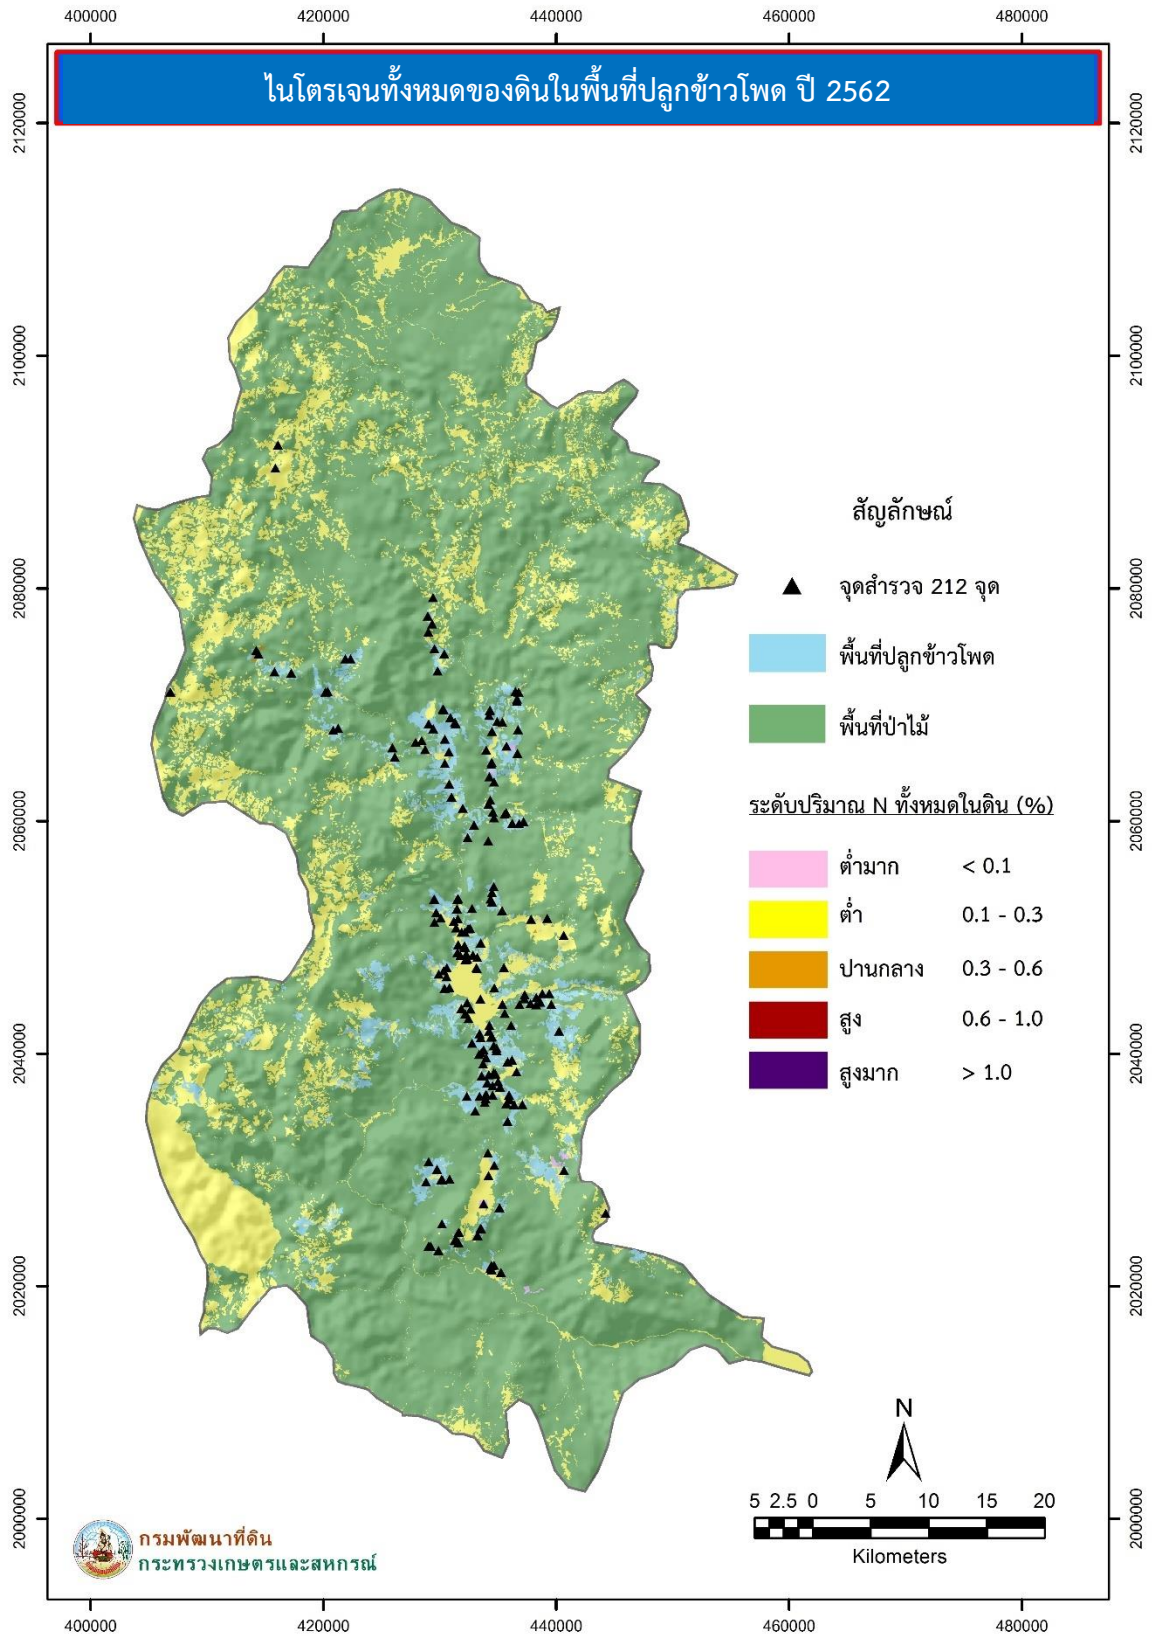 400000 420000 440000 460000 480000
ไนโตรเจนทั้งหมดของดินในพื้นที่ปลูกข้าวโพด ปี 2562
2120000 2120000
2100000 2100000
2080000 2080000
2060000 2060000
2040000 2040000
2020000 2020000
2000000 2000000
สัญลักษณ์
จุดสำรวจ 212 จุด
พื้นที่ปลูกข้าวโพด
พื้นที่ป่าไม้
ระดับปริมาณ N ทั้งหมดในดิน (%)
ต่ำมาก < 0.1
ต่ำ 0.1 - 0.3
ปานกลาง 0.3 - 0.6
สูง 0.6 - 1.0
สูงมาก > 1.0
N
5 2.5 0 5 10 15 20
Kilometers
กรมพัฒนาที่ดิน
กระทรวงเกษตรและสหกรณ์
400000 420000 440000 460000 480000